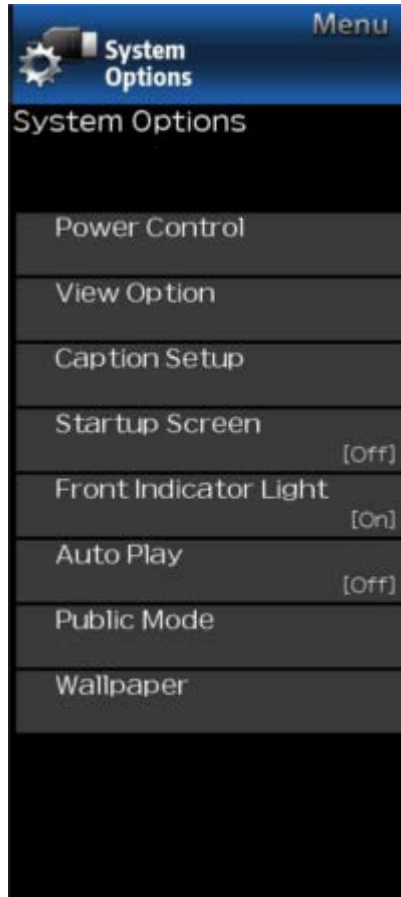 Menu
System
Options
System Options
Power Control
View Option
Caption Setup
Startup Screen
[Off]
Front Indicator Light
[On]
Auto Play
[Off]
Public Mode
Wallpaper